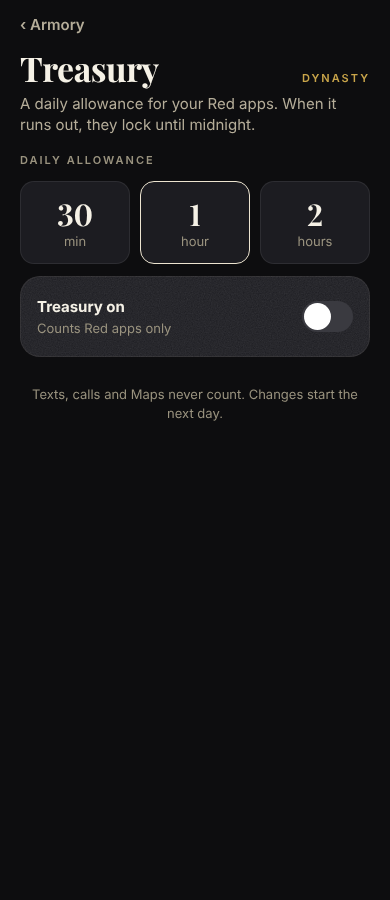 ‹ Armory
Treasury
DYNASTY
A daily allowance for your Red apps. When it
runs out, they lock until midnight.
DAILY ALLOWANCE
30
min
1
hour
2
hours
Treasury on
Counts Red apps only
Texts, calls and Maps never count. Changes start the
next day.